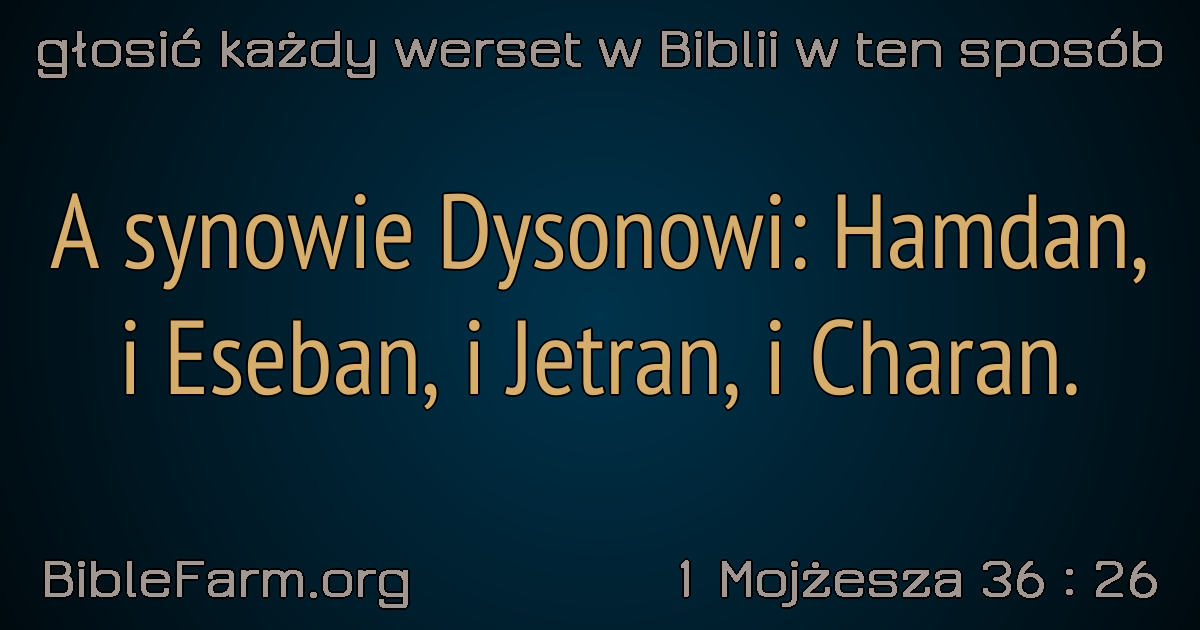 głosić każdy werset w Biblii w ten sposób
A synowie Dysonowi: Hamdan,
i Eseban, i Jetran, i Charan.
BibleFarm.org
1 Mojżesza 36 : 26